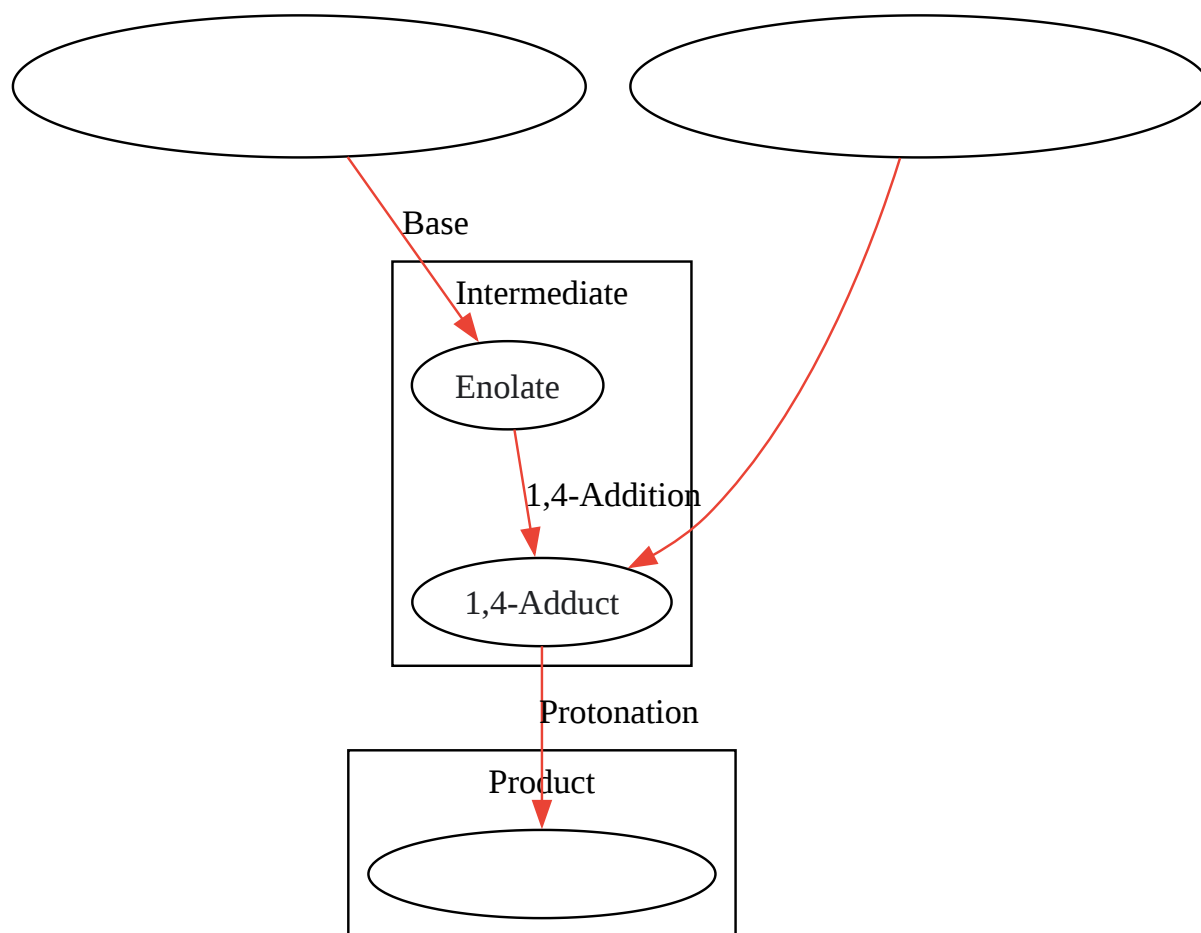 Base
Intermediate
Enolate
1,4-Addition
1,4-Adduct
Protonation
Product